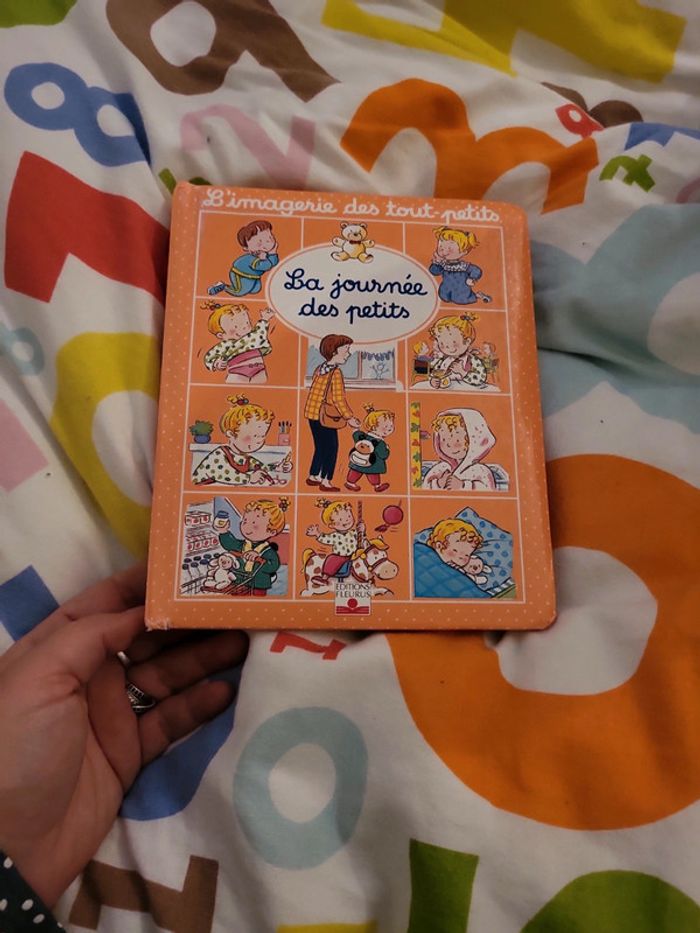 L'imagerie des tout-petits
La journée
des petits
EDITIONS
FLEURUS